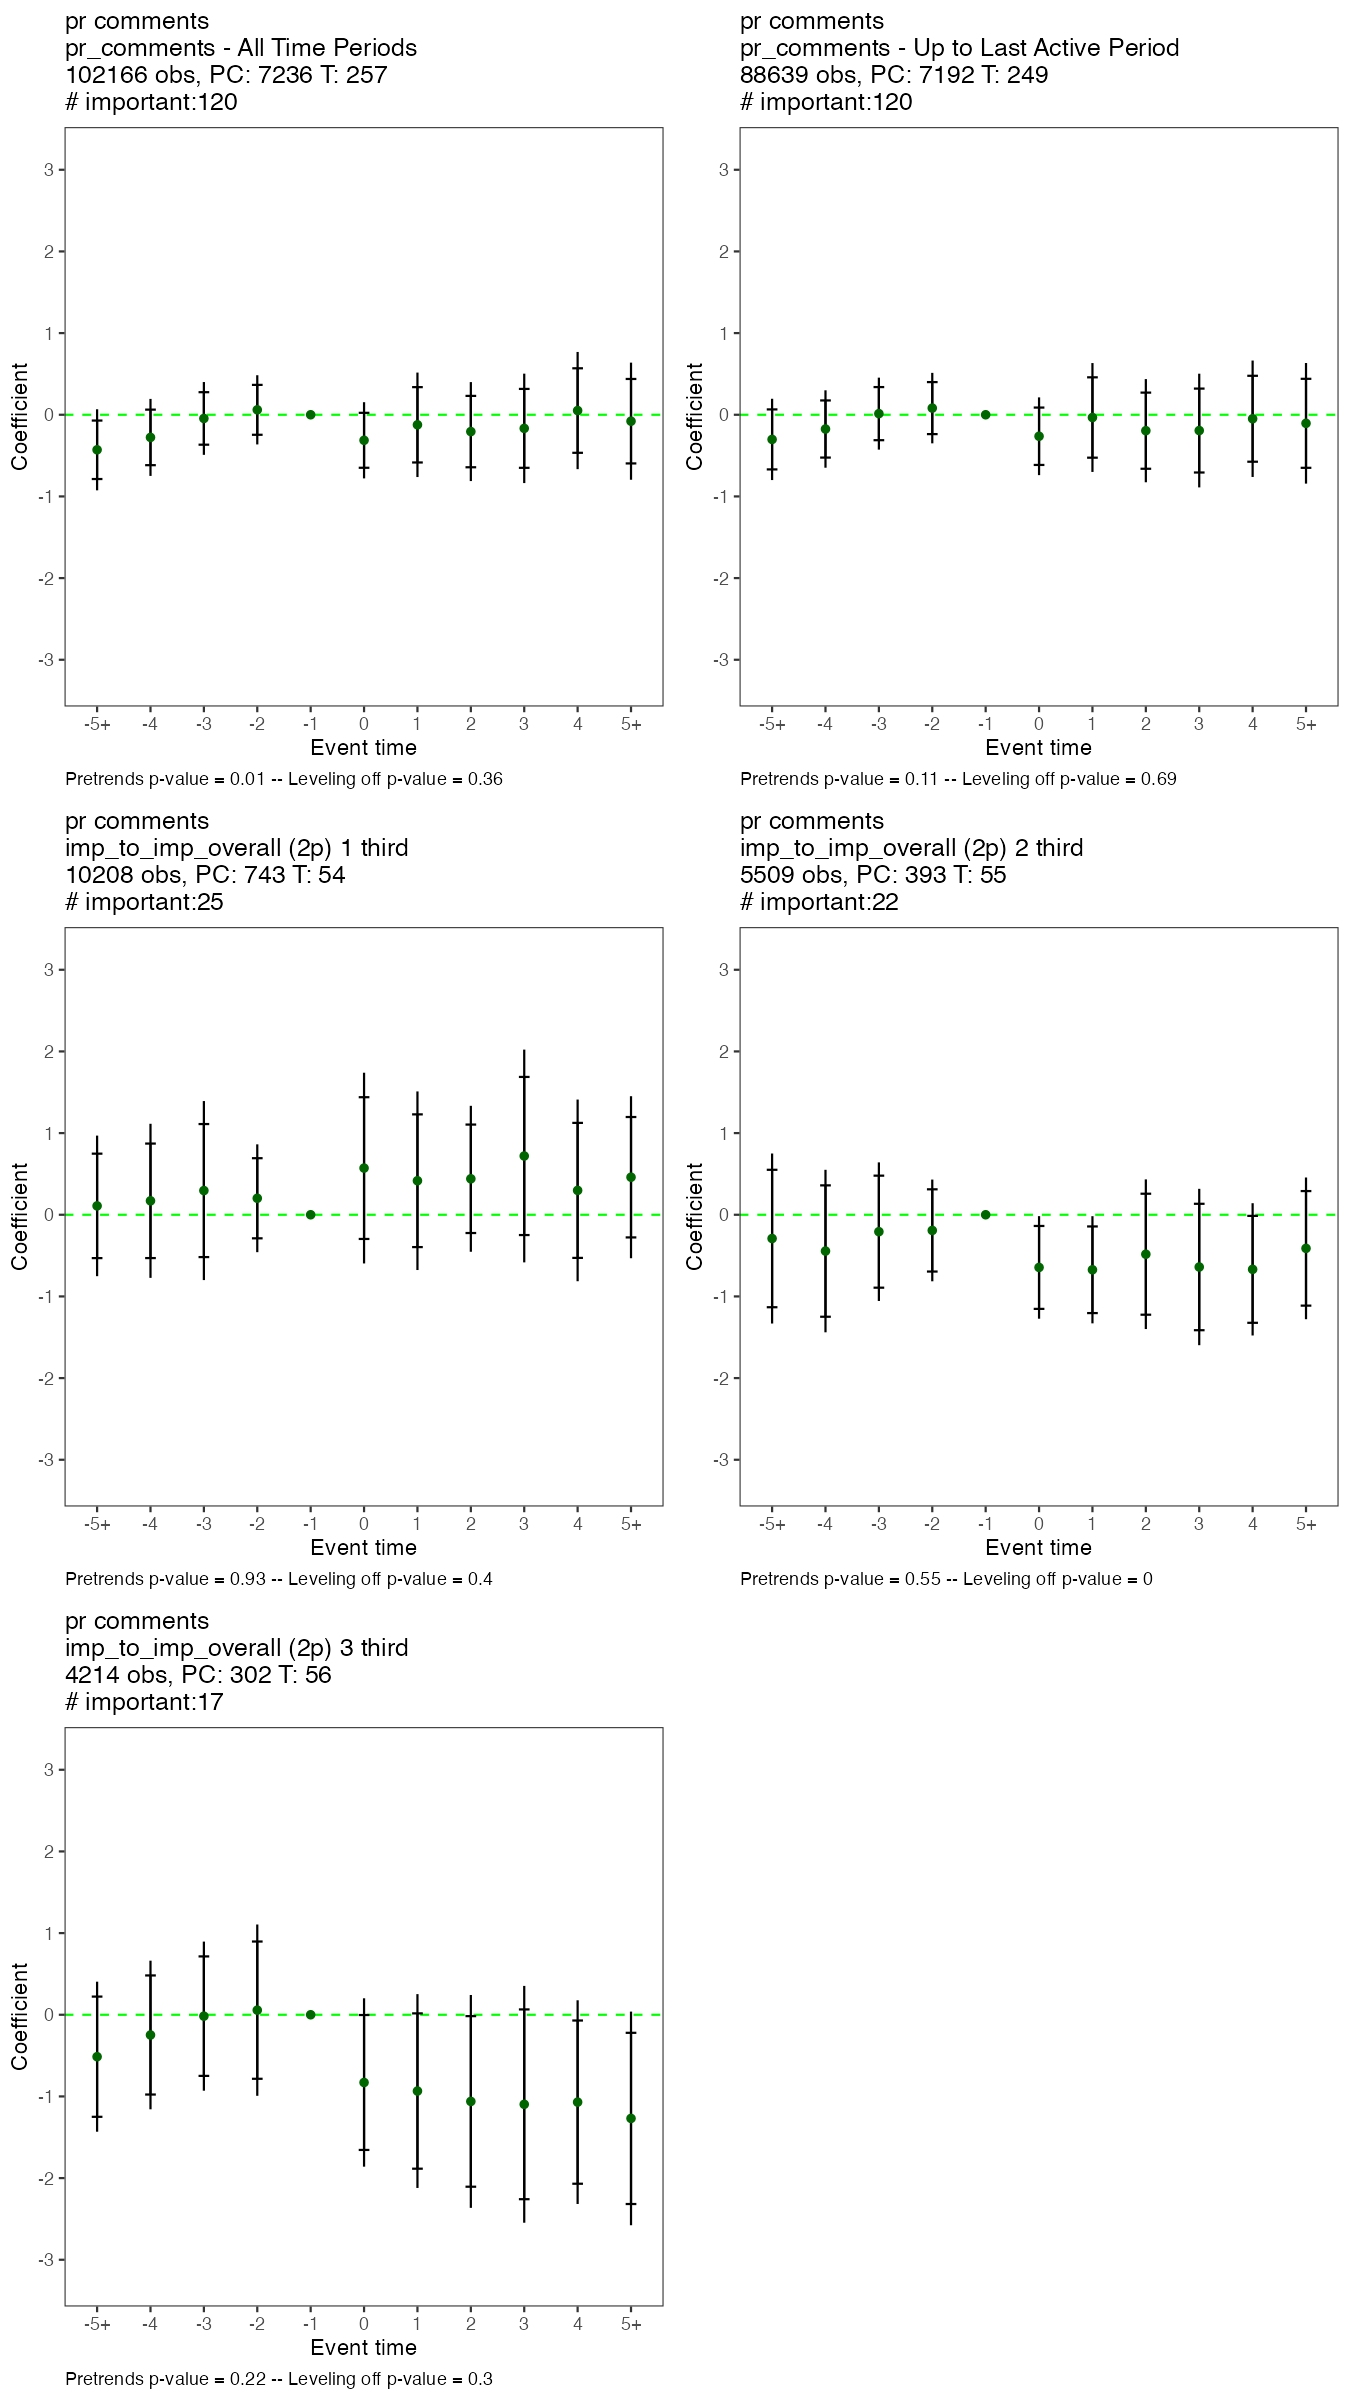 pr comments
pr_comments - All Time Periods
102166 obs, PC: 7236 T: 257
# important:120
3
2
1
0
-1
-2
-3
Coefficient
-5+ -4 -3 -2 -1 0 1 2 3 4 5+
Event time
Pretrends p-value = 0.01 -- Leveling off p-value = 0.36
pr comments
pr_comments - Up to Last Active Period
88639 obs, PC: 7192 T: 249
# important:120
3
2
1
0
-1
-2
-3
Coefficient
-5+ -4 -3 -2 -1 0 1 2 3 4 5+
Event time
Pretrends p-value = 0.11 -- Leveling off p-value = 0.69
pr comments
imp_to_imp_overall (2p) 1 third
10208 obs, PC: 743 T: 54
# important:25
3
2
1
0
-1
-2
-3
Coefficient
-5+ -4 -3 -2 -1 0 1 2 3 4 5+
Event time
Pretrends p-value = 0.93 -- Leveling off p-value = 0.4
pr comments
imp_to_imp_overall (2p) 2 third
5509 obs, PC: 393 T: 55
# important:22
3
2
1
0
-1
-2
-3
Coefficient
-5+ -4 -3 -2 -1 0 1 2 3 4 5+
Event time
Pretrends p-value = 0.55 -- Leveling off p-value = 0
pr comments
imp_to_imp_overall (2p) 3 third
4214 obs, PC: 302 T: 56
# important:17
3
2
1
0
-1
-2
-3
Coefficient
-5+ -4 -3 -2 -1 0 1 2 3 4 5+
Event time
Pretrends p-value = 0.22 -- Leveling off p-value = 0.3